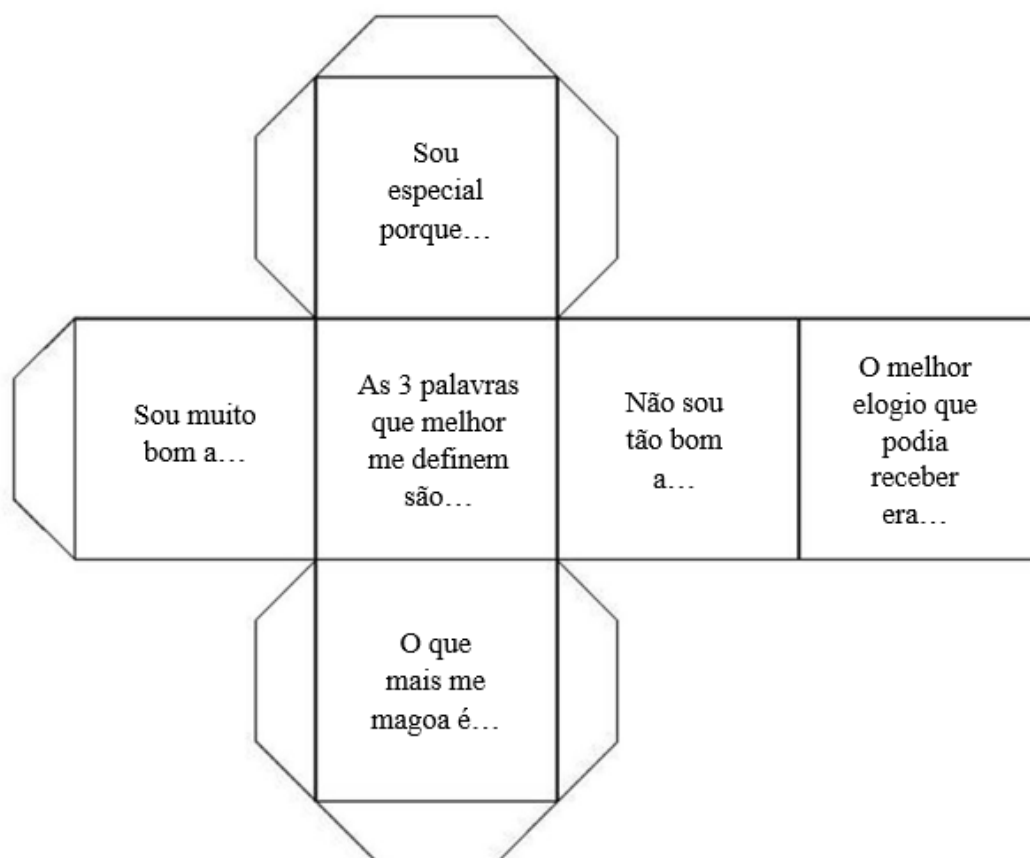 Sou
especial
porque…
Sou muito
bom a…
As 3 palavras
que melhor
me definem
são…
Não sou
tão bom
a…
O melhor
elogio que
podia
receber
era…
O que
mais me
magoa é…